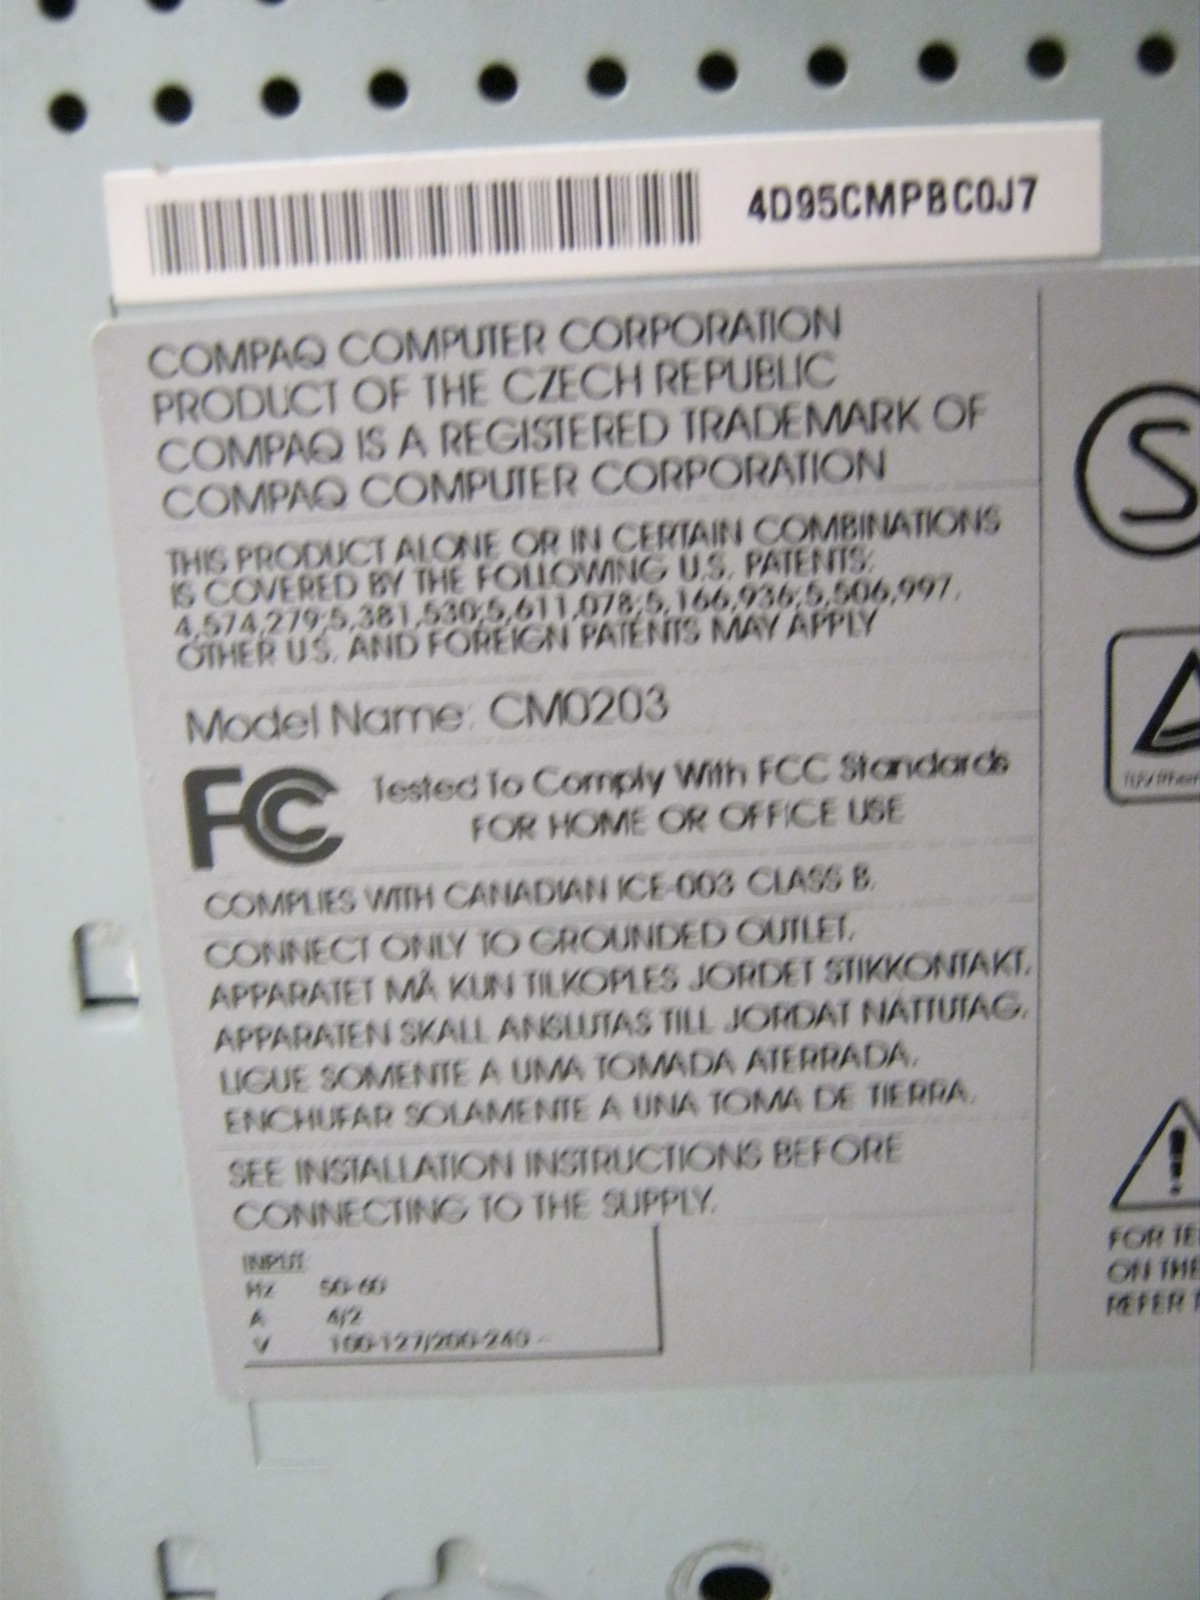 4D95CMPBC0J7
COMPAQ COMPUTER CORPORATION
PRODUCT OF THE CZECH REPUBLIC
COMPAQ IS A REGISTERED TRADEMARK OF
COMPAQ COMPUTER CORPORATION
THIS PRODUCT ALONE OR IN CERTAIN COMBINATIONS
IS COVERED BY THE FOLLOWING U.S. PATENTS:
4,574,279;5,381,530;5,611,078;5,166,936;5,506,997.
OTHER U.S. AND FOREIGN PATENTS MAY APPLY
Model Name: CM0203
FC Tested To Comply With FCC Standards
FOR HOME OR OFFICE USE
COMPLIES WITH CANADIAN ICE-003 CLASS B.
CONNECT ONLY TO GROUNDED OUTLET.
APPARATET MÅ KUN TILKOPLES JORDET STIKKONTAKT.
APPARATEN SKALL ANSLUTAS TILL JORDAT NÄTTUTAG.
LIGUE SOMENTE A UMA TOMADA ATERRADA.
ENCHUFAR SOLAMENTE A UNA TOMA DE TIERRA.
SEE INSTALLATION INSTRUCTIONS BEFORE
CONNECTING TO THE SUPPLY.
INPUT
Hz 50-60
A 4/2
V 100-127/200-240 ~
S
FOR TE
ON THE
REFER T